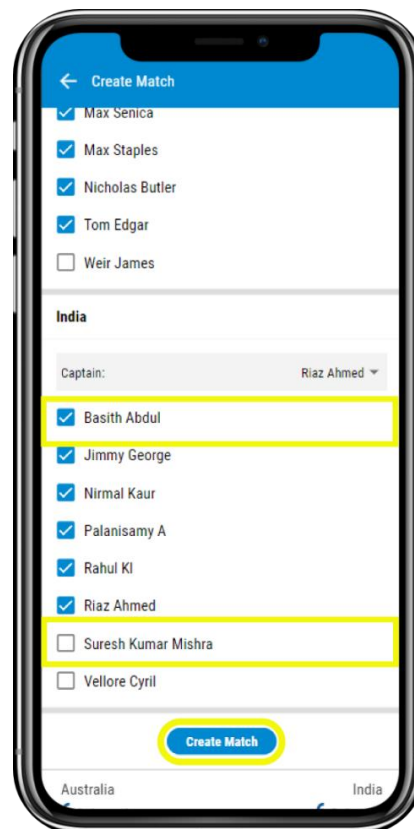 Create Match
Max Senica
Max Staples
Nicholas Butler
Tom Edgar
Weir James
India
Captain: Riaz Ahmed
Basith Abdul
Jimmy George
Nirmal Kaur
Palanisamy A
Rahul Kl
Riaz Ahmed
Suresh Kumar Mishra
Vellore Cyril
Create Match
Australia India